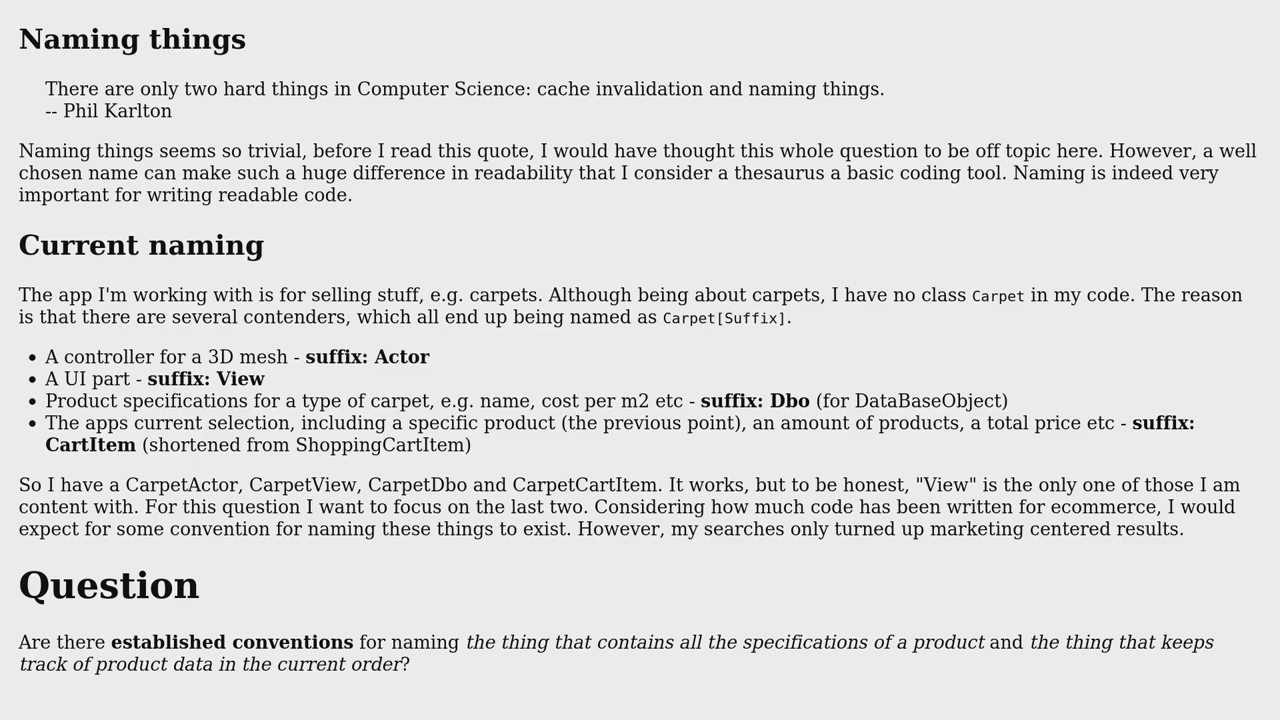 Naming things
There are only two hard things in Computer Science: cache invalidation and naming things.
-- Phil Karlton
Naming things seems so trivial, before I read this quote, I would have thought this whole question to be off topic here. However, a well
chosen name can make such a huge difference in readability that I consider a thesaurus a basic coding tool. Naming is indeed very
important for writing readable code.
Current naming
The app I'm working with is for selling stuff, e.g. carpets. Although being about carpets, I have no class Carpet in my code. The reason
is that there are several contenders, which all end up being named as Carpet[Suffix].
• A controller for a 3D mesh - suffix: Actor
• A UI part - suffix: View
• Product specifications for a type of carpet, e.g. name, cost per m2 etc - suffix: Dbo (for DataBaseObject)
• The apps current selection, including a specific product (the previous point), an amount of products, a total price etc - suffix:
CartItem (shortened from ShoppingCartItem)
So I have a CarpetActor, CarpetView, CarpetDbo and CarpetCartItem. It works, but to be honest, "View" is the only one of those I am
content with. For this question I want to focus on the last two. Considering how much code has been written for ecommerce, I would
expect for some convention for naming these things to exist. However, my searches only turned up marketing centered results.
Question
Are there established conventions for naming the thing that contains all the specifications of a product and the thing that keeps
track of product data in the current order?